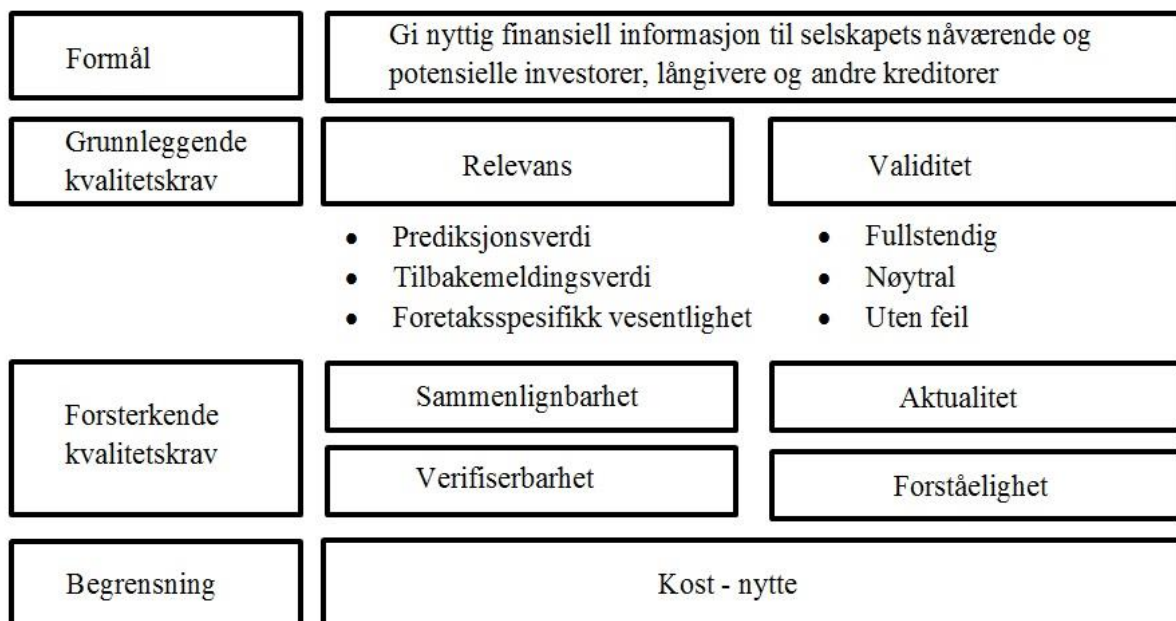 Formål
Gi nyttig finansiell informasjon til selskapets nåværende og
potensielle investorer, långivere og andre kreditorer
Grunnleggende
kvalitetskrav
Relevans
Validitet
• Prediksjonsverdi
• Tilbakemeldingsverdi
• Foretaksspesifikk vesentlighet
• Fullstendig
• Nøytral
• Uten feil
Forsterkende
kvalitetskrav
Sammenlignbarhet
Aktualitet
Verifiserbarhet
Forståelighet
Begrensning
Kost - nytte